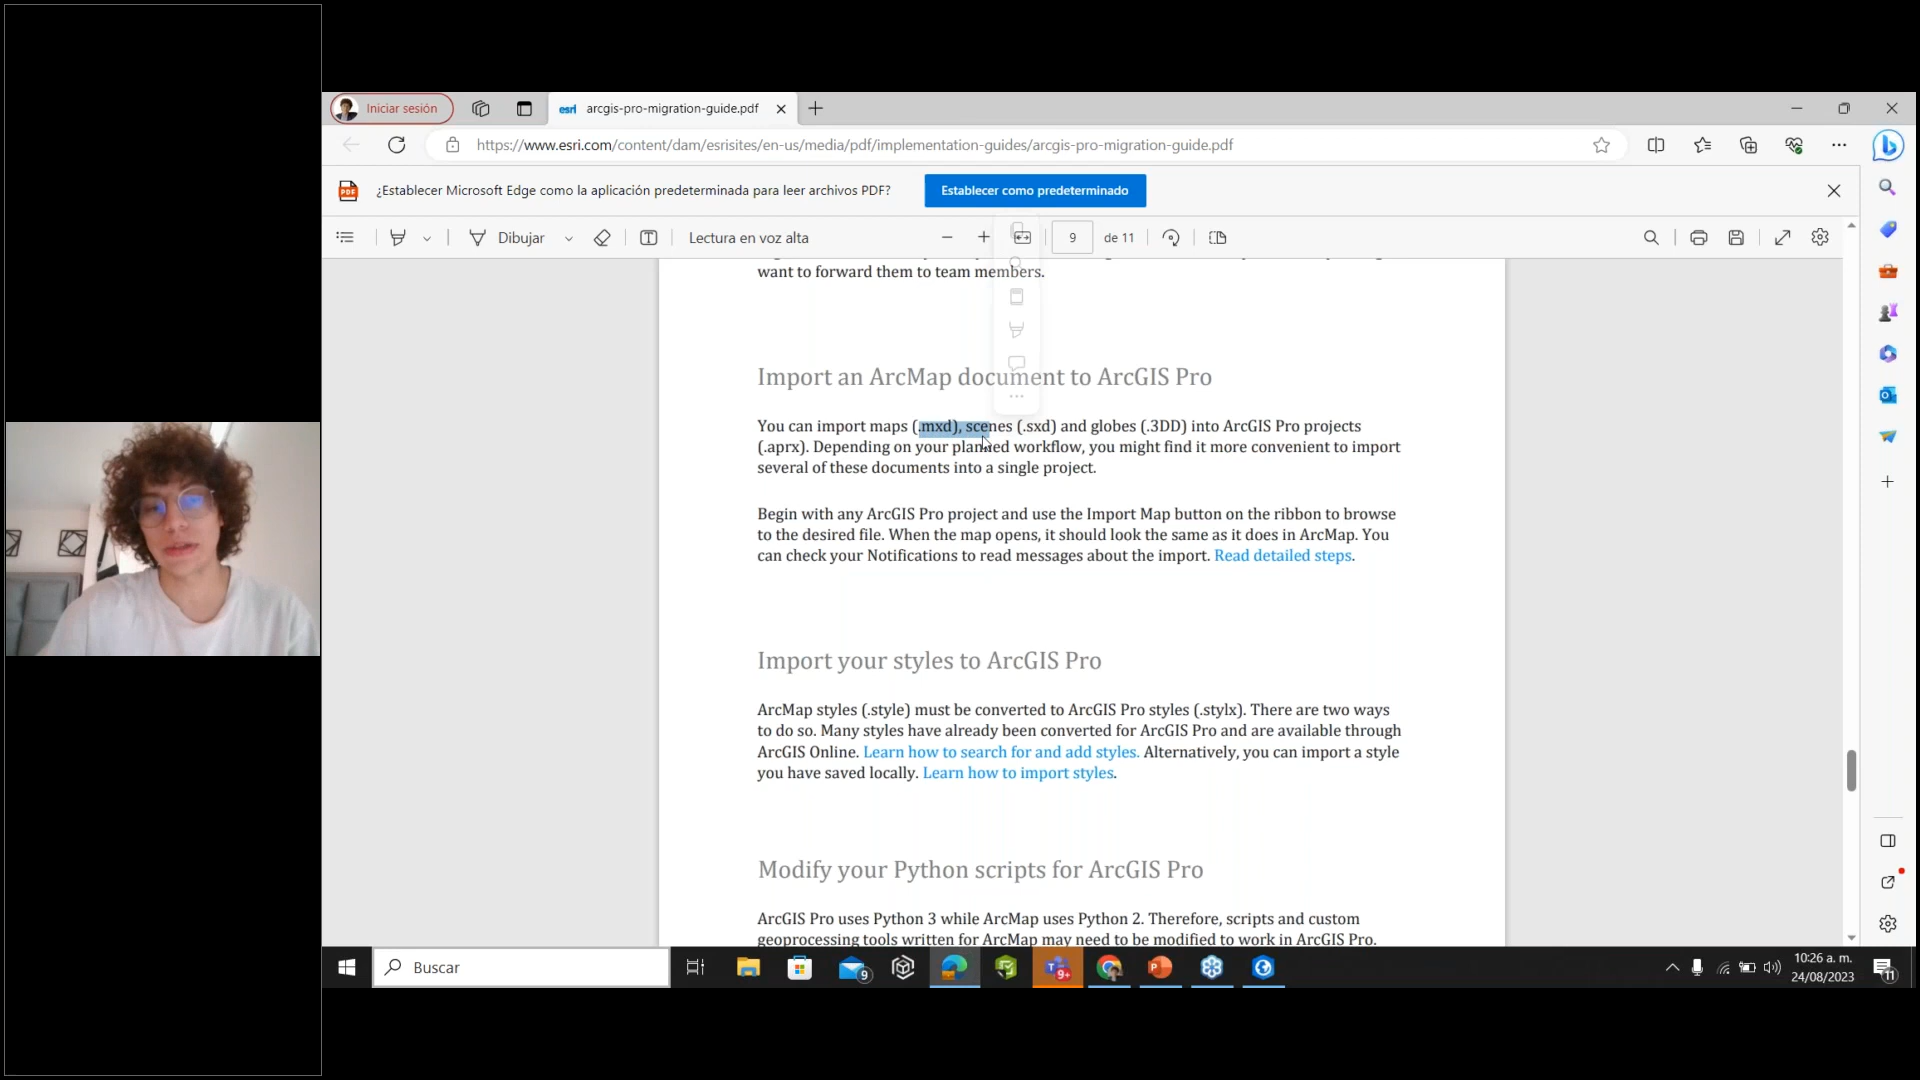 Iniciar sesión
esri arcgis-pro-migration-guide.pdf
https://www.esri.com/content/dam/esrisites/en-us/media/pdf/implementation-guides/arcgis-pro-migration-guide.pdf
PDF ¿Establecer Microsoft Edge como la aplicación predeterminada para leer archivos PDF? Establecer como predeterminado
Dibujar Lectura en voz alta 9 de 11
want to forward them to team members.
Import an ArcMap document to ArcGIS Pro
You can import maps (.mxd), scenes (.sxd) and globes (.3DD) into ArcGIS Pro projects
(.aprx). Depending on your planned workflow, you might find it more convenient to import
several of these documents into a single project.
Begin with any ArcGIS Pro project and use the Import Map button on the ribbon to browse
to the desired file. When the map opens, it should look the same as it does in ArcMap. You
can check your Notifications to read messages about the import. Read detailed steps.
Import your styles to ArcGIS Pro
ArcMap styles (.style) must be converted to ArcGIS Pro styles (.stylx). There are two ways
to do so. Many styles have already been converted for ArcGIS Pro and are available through
ArcGIS Online. Learn how to search for and add styles. Alternatively, you can import a style
you have saved locally. Learn how to import styles.
Modify your Python scripts for ArcGIS Pro
ArcGIS Pro uses Python 3 while ArcMap uses Python 2. Therefore, scripts and custom
geoprocessing tools written for ArcMap may need to be modified to work in ArcGIS Pro.
Buscar
9
9+
10:26 a. m.
24/08/2023
11